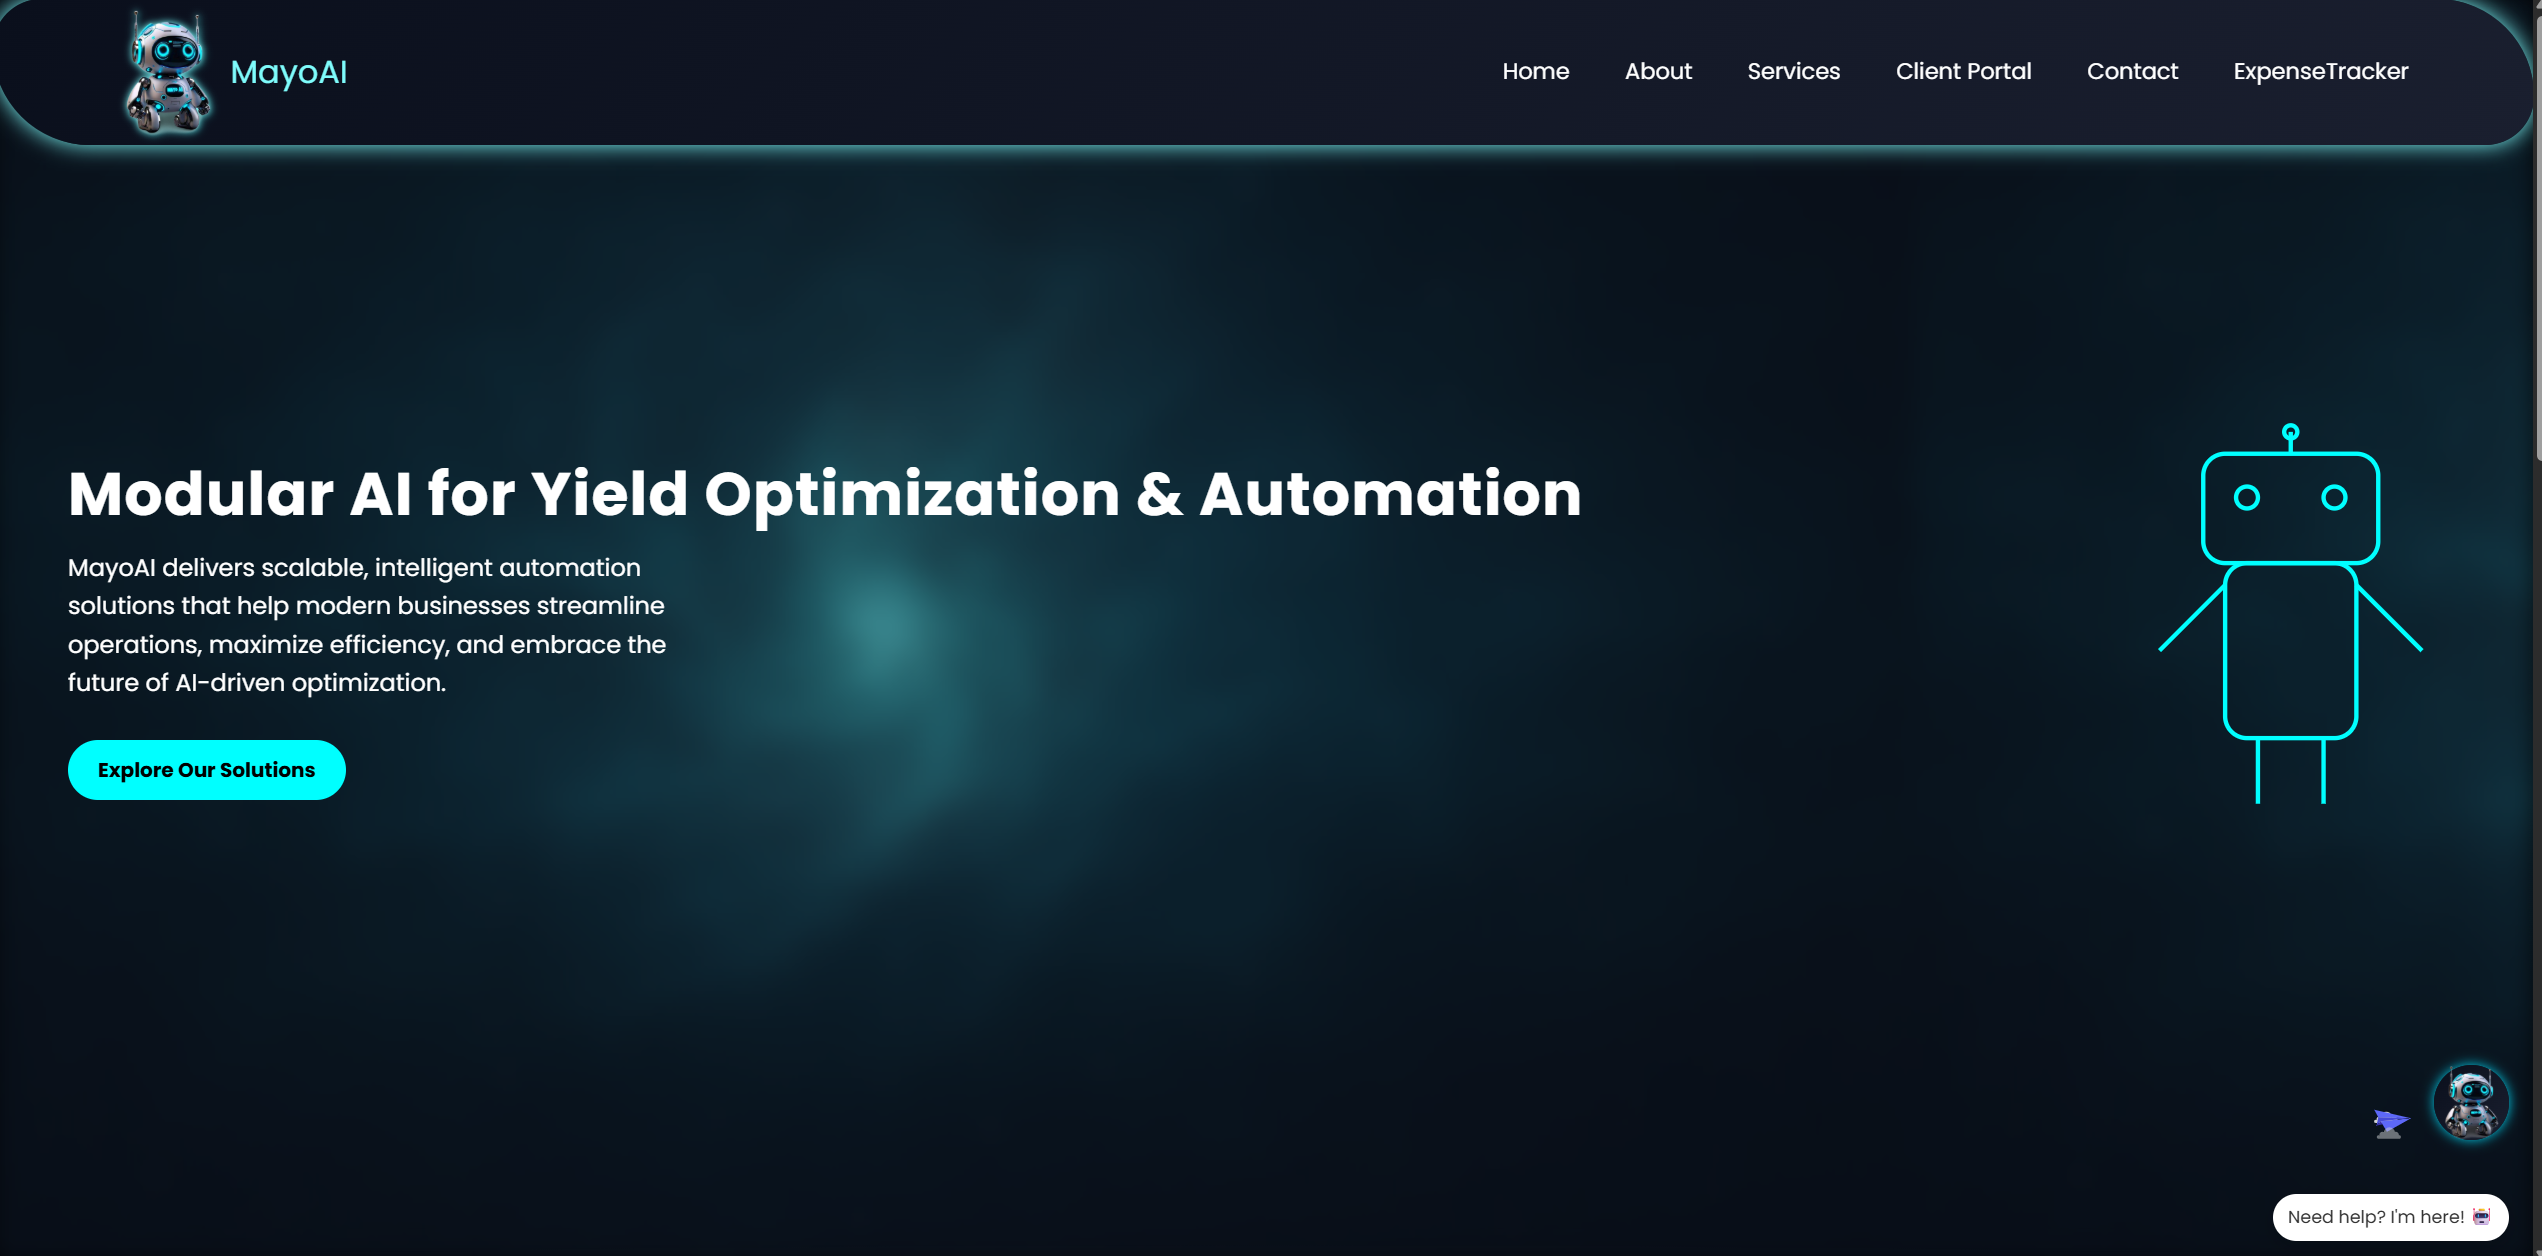 MayoAI
Home
About
Services
Client Portal
Contact
ExpenseTracker
Modular AI for Yield Optimization & Automation
MayoAI delivers scalable, intelligent automation
solutions that help modern businesses streamline
operations, maximize efficiency, and embrace the
future of AI-driven optimization.
Explore Our Solutions
Need help? I'm here!